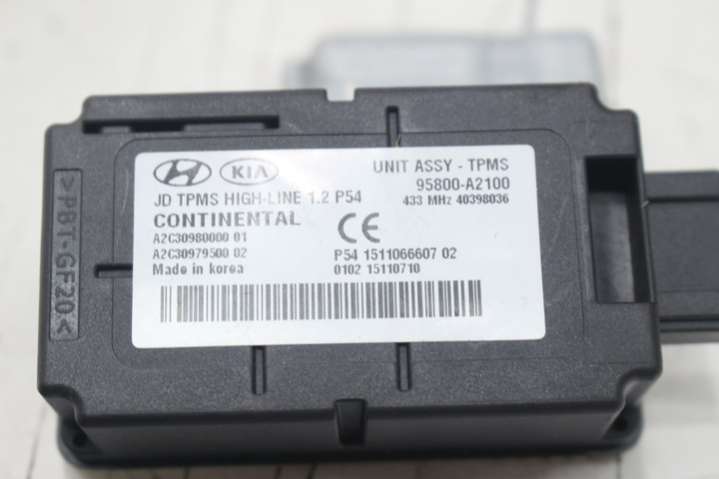 KIA
UNIT ASSY - TPMS
JD TPMS HIGH-LINE 1.2 P54
95800-A2100
433 MHz 40398036
CONTINENTAL
CE
A2C30980000 01
A2C30979500 02
P54 1511066607 02
Made in korea
0102 15110710
>PBT-GF20<